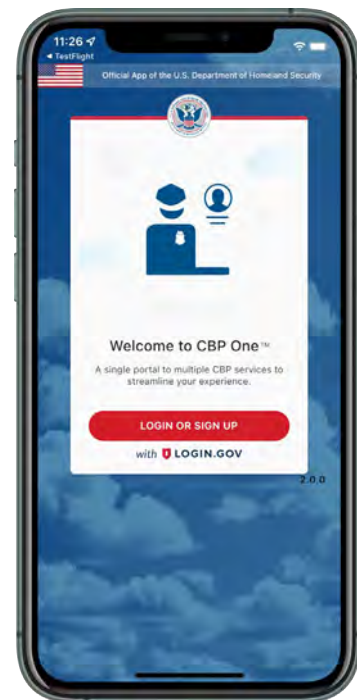 11:26
◀ TestFlight
Official App of the U.S. Department of Homeland Security
Welcome to CBP One™
A single portal to multiple CBP services to
streamline your experience.
LOGIN OR SIGN UP
with LOGIN.GOV
2.0.0